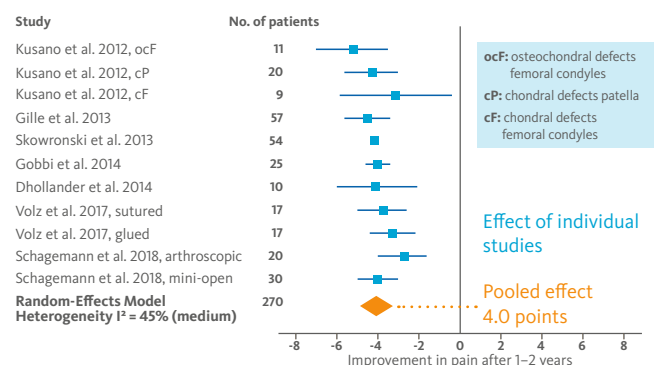 Study No. of patients
Kusano et al. 2012, ocF 11
Kusano et al. 2012, cP 20
Kusano et al. 2012, cF 9
Gille et al. 2013 57
Skowronski et al. 2013 54
Gobbi et al. 2014 25
Dhollander et al. 2014 10
Volz et al. 2017, sutured 17
Volz et al. 2017, glued 17
Schagemann et al. 2018, arthroscopic 20
Schagemann et al. 2018, mini-open 30
Random-Effects Model 270
Heterogeneity I² = 45% (medium)
ocF: osteochondral defects
femoral condyles
cP: chondral defects patella
cF: chondral defects
femoral condyles
Effect of individual
studies
Pooled effect
4.0 points
-8 -6 -4 -2 0 2 4 6 8
Improvement in pain after 1–2 years